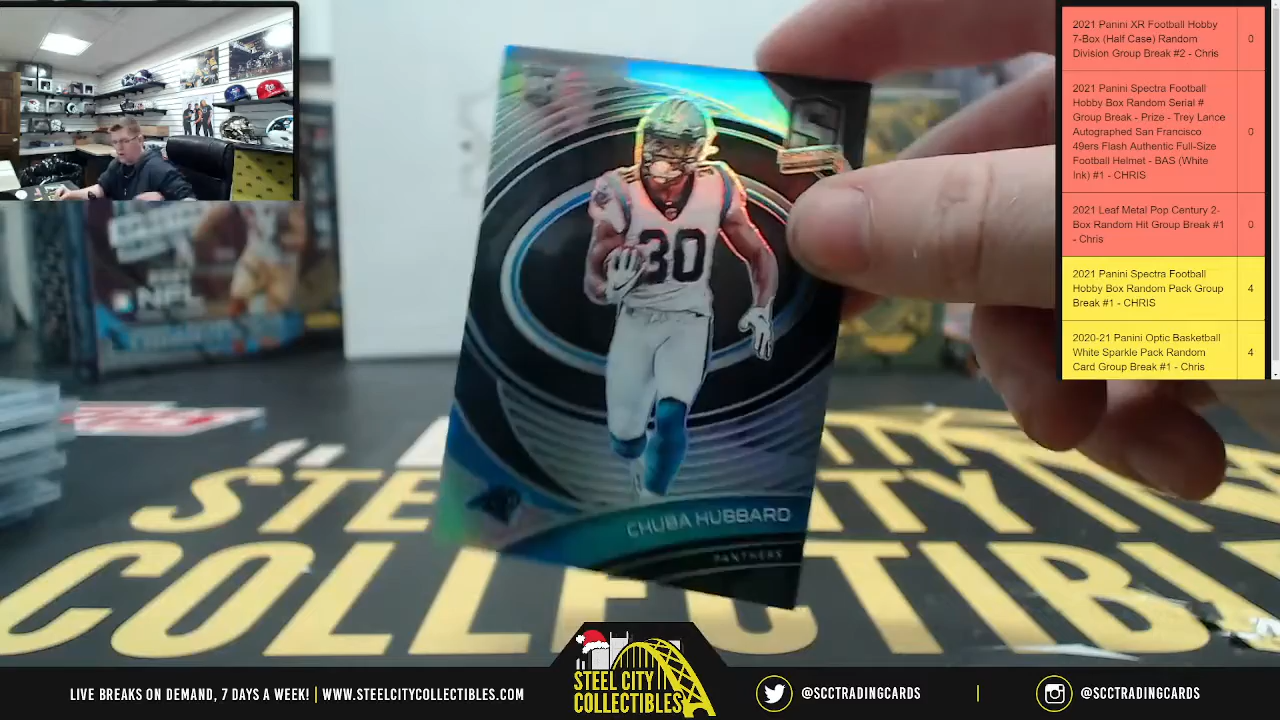 2021 Panini XR Football Hobby
7-Box (Half Case) Random
Division Group Break #2 - Chris
0
2021 Panini Spectra Football
Hobby Box Random Serial #
Group Break - Prize - Trey Lance
Autographed San Francisco
49ers Flash Authentic Full-Size
Football Helmet - BAS (White
Ink) #1 - CHRIS
0
2021 Leaf Metal Pop Century 2-
Box Random Hit Group Break #1
- Chris
0
2021 Panini Spectra Football
Hobby Box Random Pack Group
Break #1 - CHRIS
4
2020-21 Panini Optic Basketball
White Sparkle Pack Random
Card Group Break #1 - Chris
4
NFL
30
CHUBA HUBBARD
PANTHERS
STEEL CITY
COLLECTIBL
STEEL CITY
COLLECTIBLES
LIVE BREAKS ON DEMAND, 7 DAYS A WEEK! | WWW.STEELCITYCOLLECTIBLES.COM
@SCCTRADINGCARDS
@SCCTRADINGCARDS